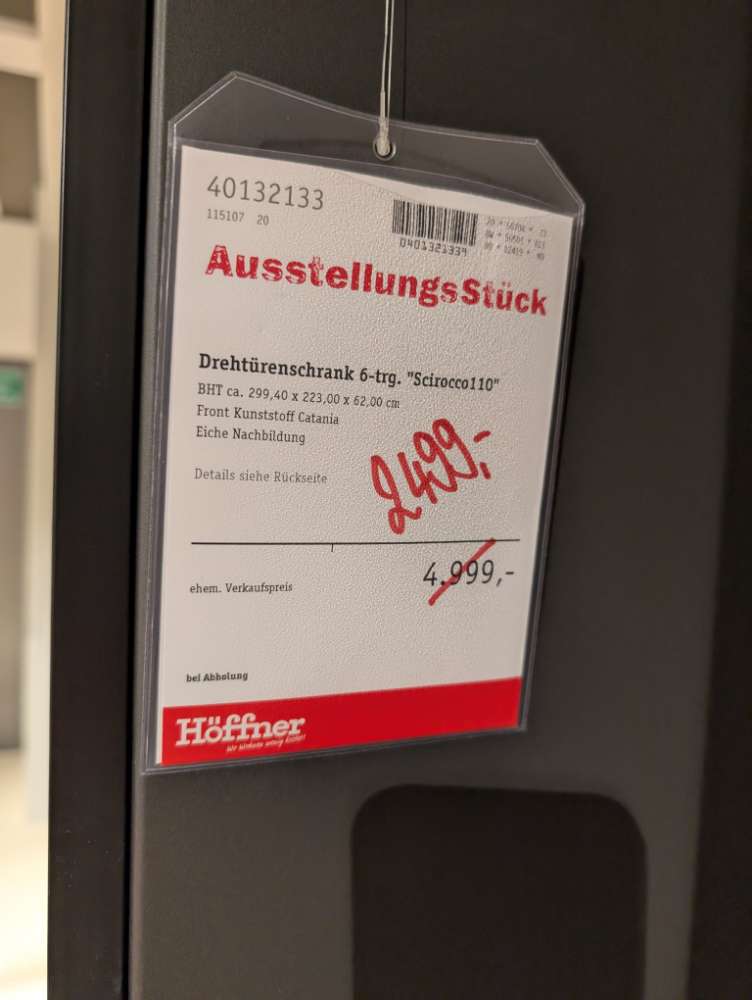 40132133
115107 20
0401321339
AusstellungsStück
Drehtürenschrank 6-trg. "Scirocco110"
BHT ca. 299,40 x 223,00 x 62,00 cm
Front Kunststoff Catania
Eiche Nachbildung
2499,-
Details siehe Rückseite
4.999,-
ehem. Verkaufspreis
bei Abholung
Höffner